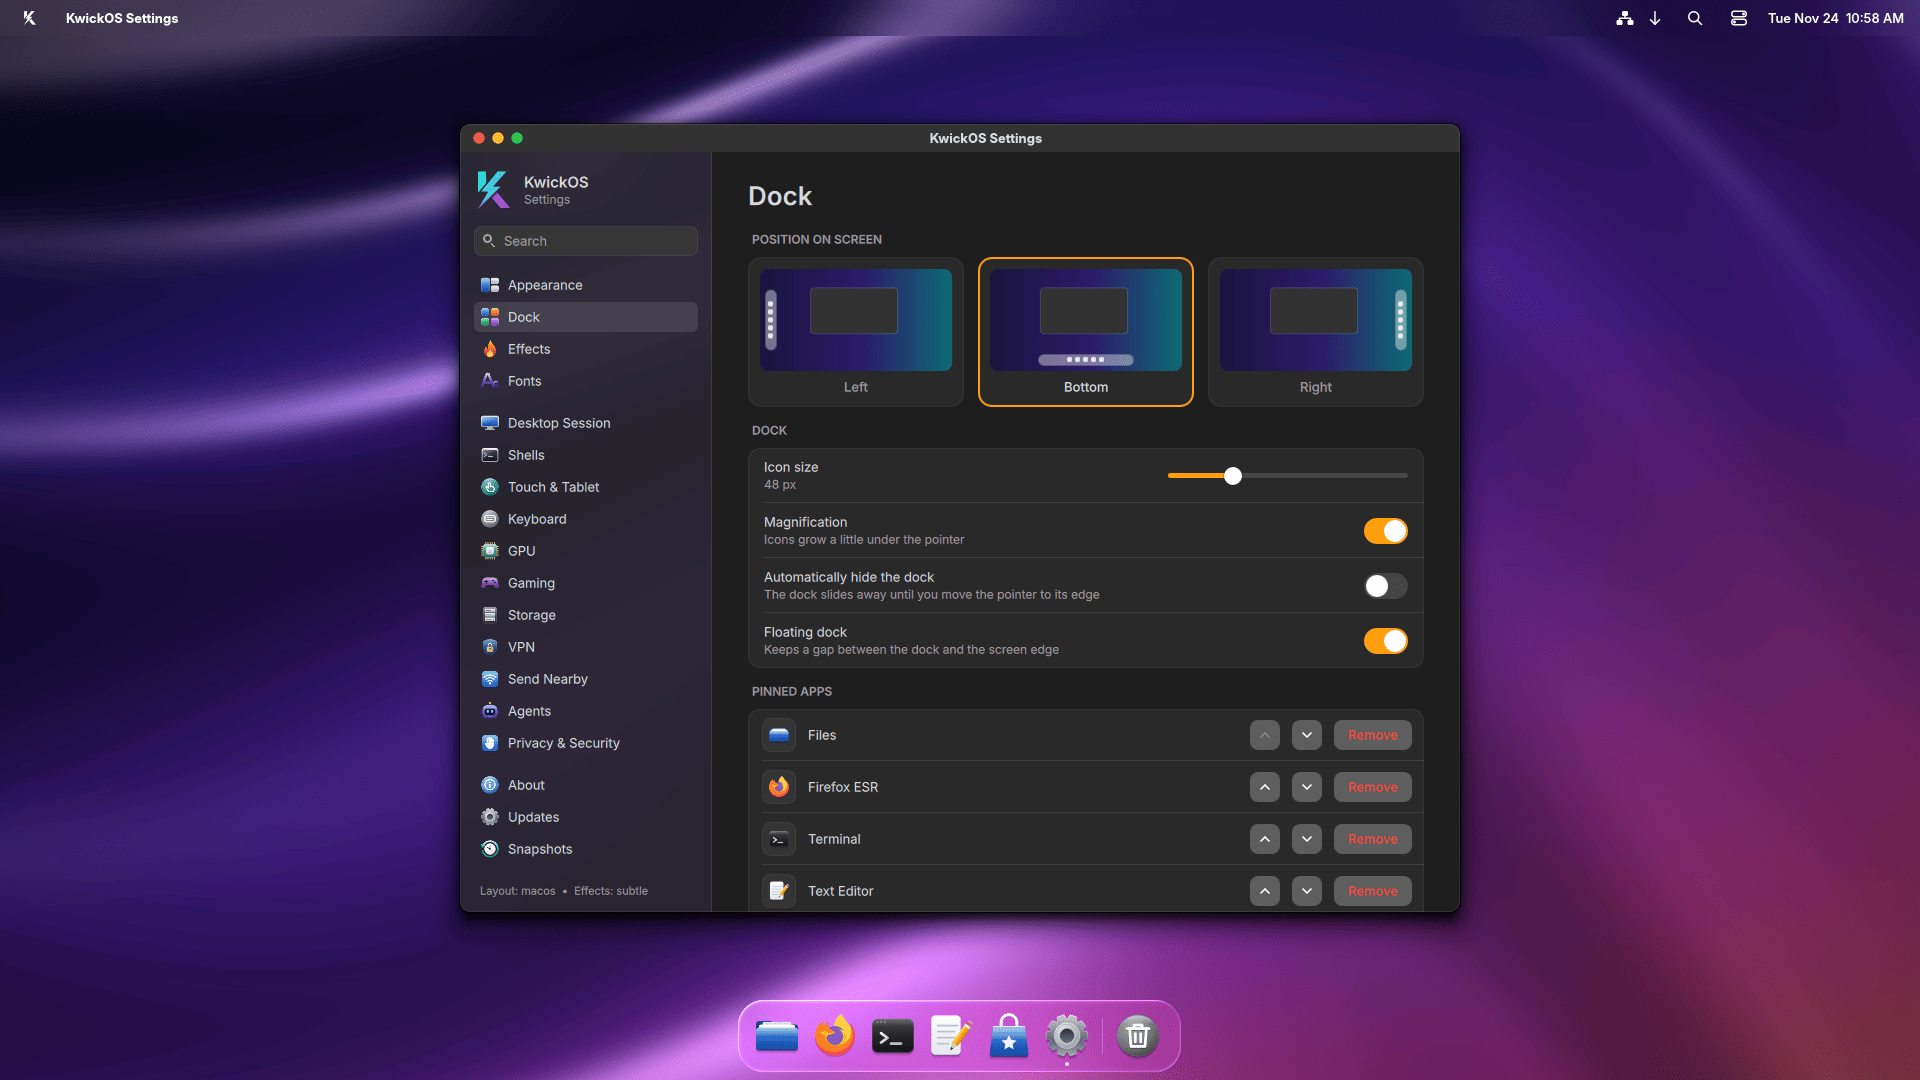 KwickOS Settings
Tue Nov 24 10:58 AM
KwickOS Settings
KwickOS
Settings
Search
Appearance
Dock
Effects
Fonts
Desktop Session
Shells
Touch & Tablet
Keyboard
GPU
Gaming
Storage
VPN
Send Nearby
Agents
Privacy & Security
About
Updates
Snapshots
Layout: macos • Effects: subtle
Dock
POSITION ON SCREEN
Left
Bottom
Right
DOCK
Icon size
48 px
Magnification
Icons grow a little under the pointer
Automatically hide the dock
The dock slides away until you move the pointer to its edge
Floating dock
Keeps a gap between the dock and the screen edge
PINNED APPS
Files
Remove
Firefox ESR
Remove
Terminal
Remove
Text Editor
Remove